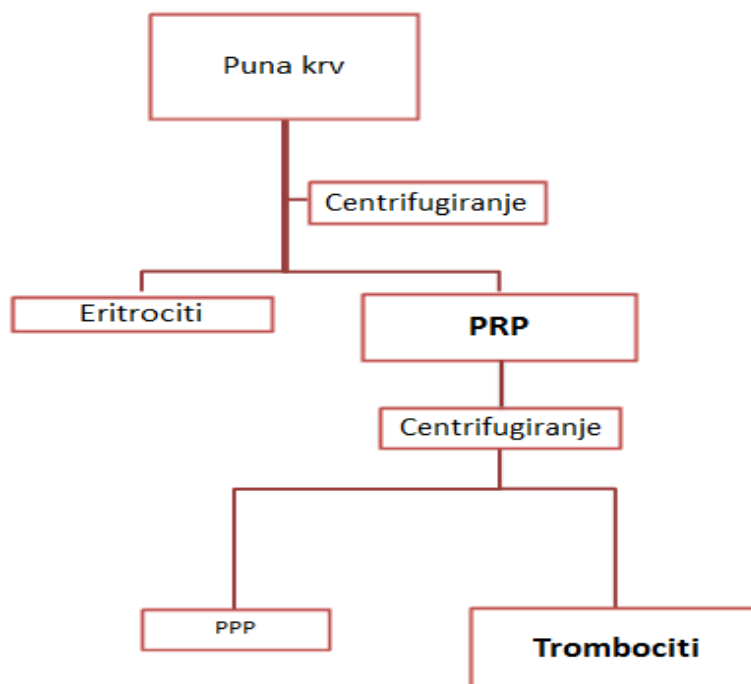 Puna krv
Centrifugiranje
Eritrociti
PRP
Centrifugiranje
PPP
Trombociti